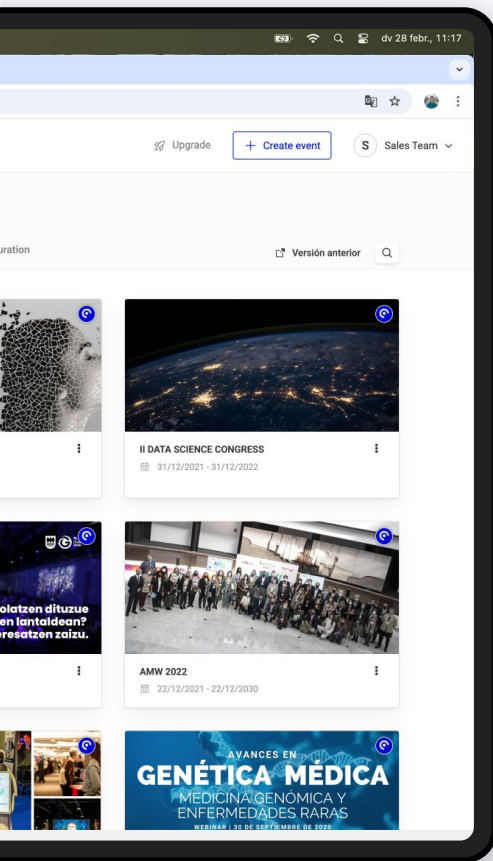 52
dv 28 febr., 11:17
Upgrade
+ Create event
S Sales Team
uration
Versión anterior
II DATA SCIENCE CONGRESS
31/12/2021 - 31/12/2022
olatzen dituzue
en lantaldean?
eresatzen zaizu.
AMW 2022
22/12/2021 - 22/12/2030
AVANCES EN
GENÉTICA MÉDICA
MEDICINA GENÓMICA Y
ENFERMEDADES RARAS
WEBINAR | 30 DE SEPTIEMBRE DE 2020